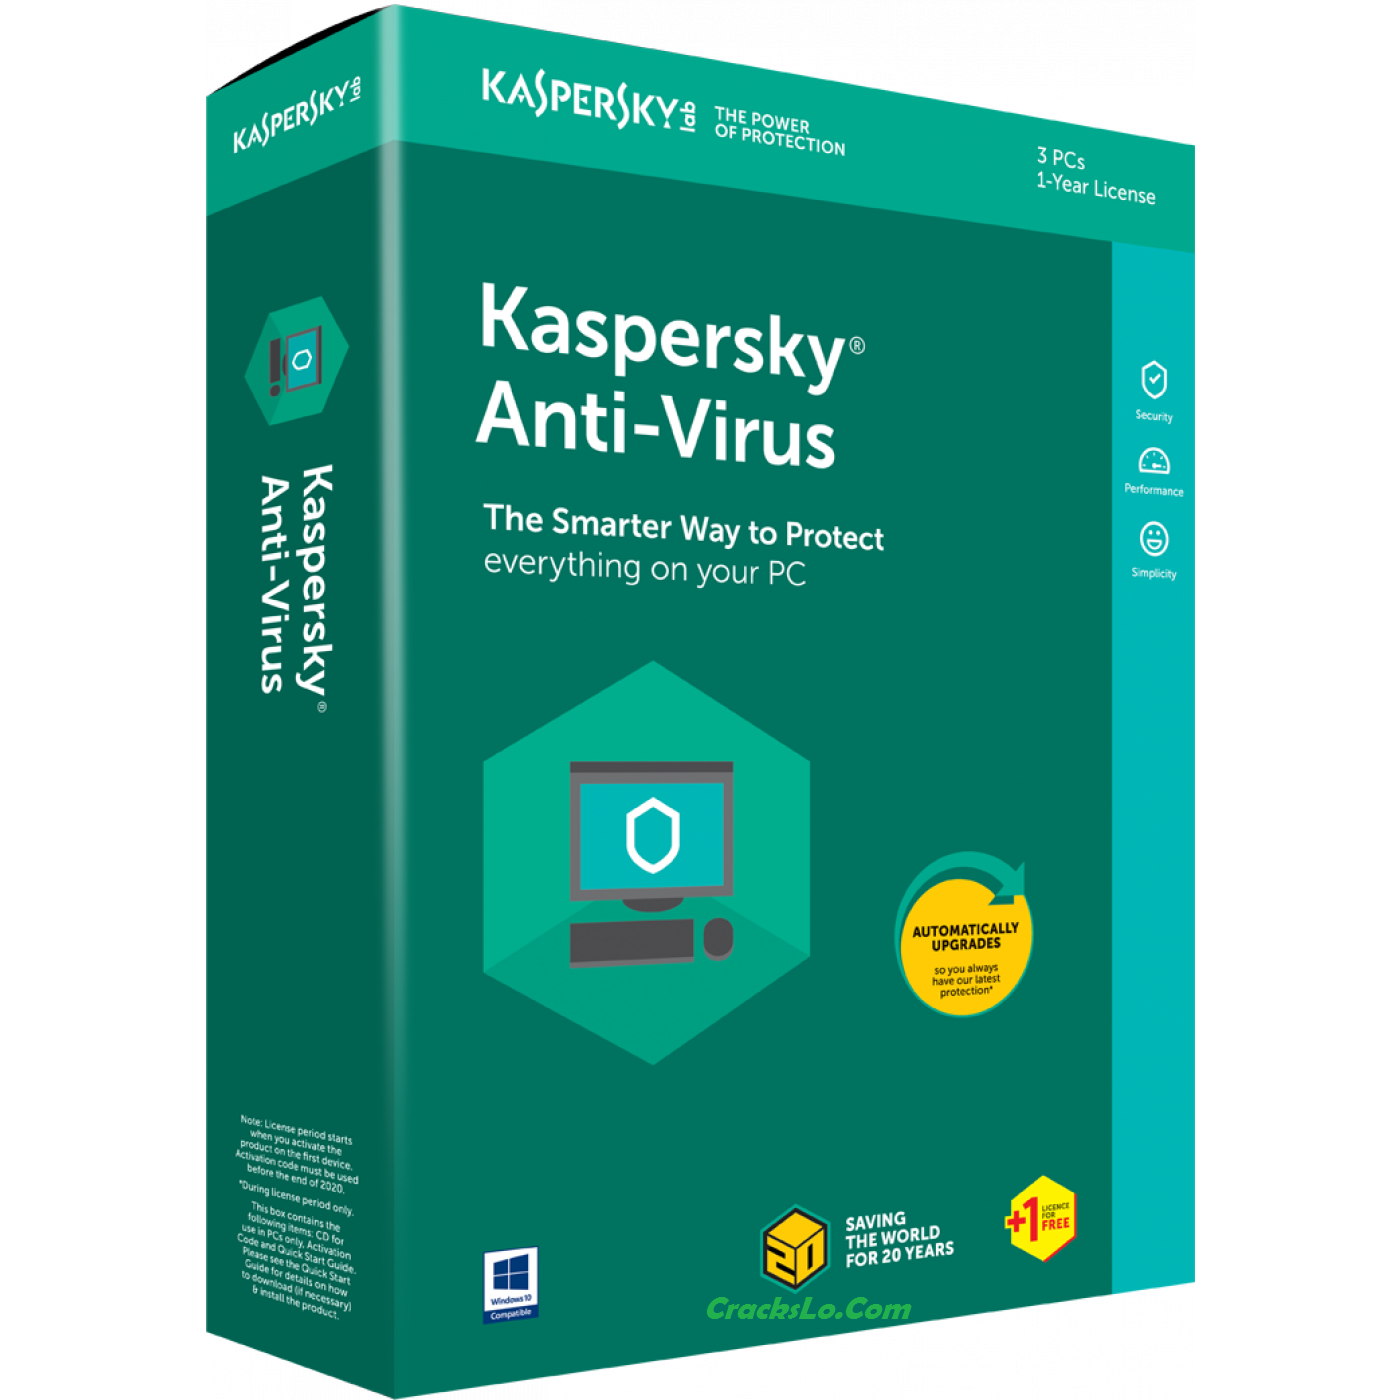 KASPERSKY lab
KASPERSKY lab
THE POWER
OF PROTECTION
3 PCs
1-Year License
Kaspersky®
Anti-Virus
The Smarter Way to Protect
everything on your PC
Security
Performance
Simplicity
Kaspersky®
Anti-Virus
AUTOMATICALLY
UPGRADES
so you always
have our latest
protection*
Note: License period starts
when you activate the
product on the first device.
Activation code must be used
before the end of 2020.
*During license period only.
This box contains the
following items: CD for
use in PCs only, Activation
Code and Quick Start Guide.
Please see the Quick Start
Guide for details on how
to download (if necessary)
& install the product.
Windows 10
Compatible
20
SAVING
THE WORLD
FOR 20 YEARS
+1
LICENCE
FOR
FREE
CracksLo.Com